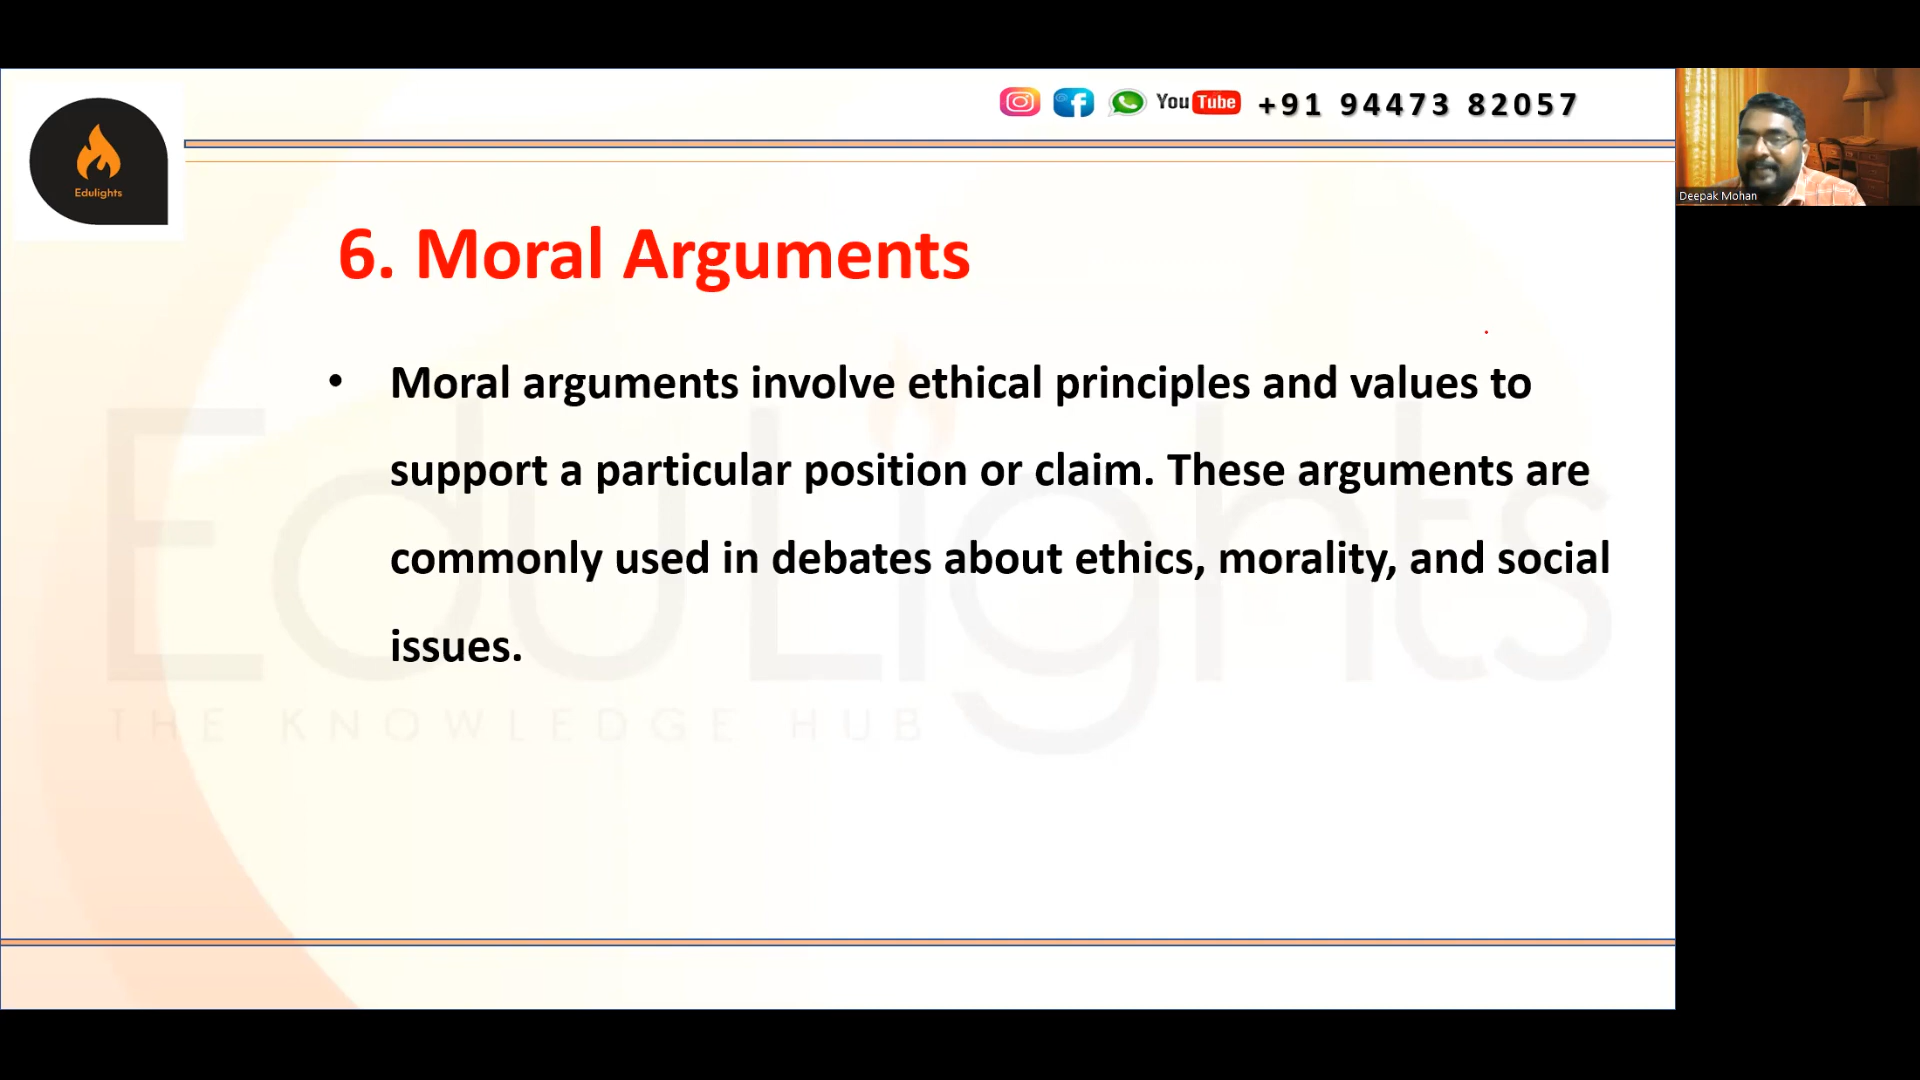 Edulights
You Tube +91 94473 82057
Deepak Mohan
6. Moral Arguments
• Moral arguments involve ethical principles and values to
support a particular position or claim. These arguments are
commonly used in debates about ethics, morality, and social
issues.
EduLights
THE KNOWLEDGE HUB